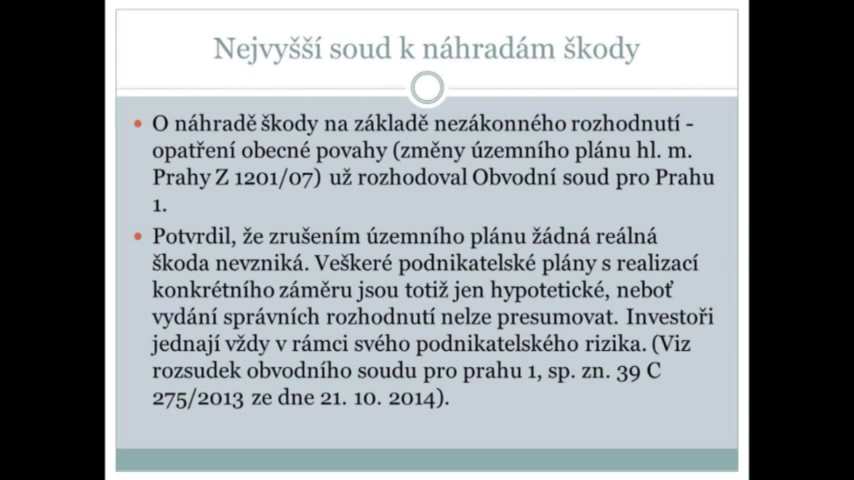 Nejvyšší soud k náhradám škody
• O náhradě škody na základě nezákonného rozhodnutí -
opatření obecné povahy (změny územního plánu hl. m.
Prahy Z 1201/07) už rozhodoval Obvodní soud pro Prahu
1.
• Potvrdil, že zrušením územního plánu žádná reálná
škoda nevzniká. Veškeré podnikatelské plány s realizací
konkrétního záměru jsou totiž jen hypotetické, neboť
vydání správních rozhodnutí nelze presumovat. Investoři
jednají vždy v rámci svého podnikatelského rizika. (Viz
rozsudek obvodního soudu pro prahu 1, sp. zn. 39 C
275/2013 ze dne 21. 10. 2014).